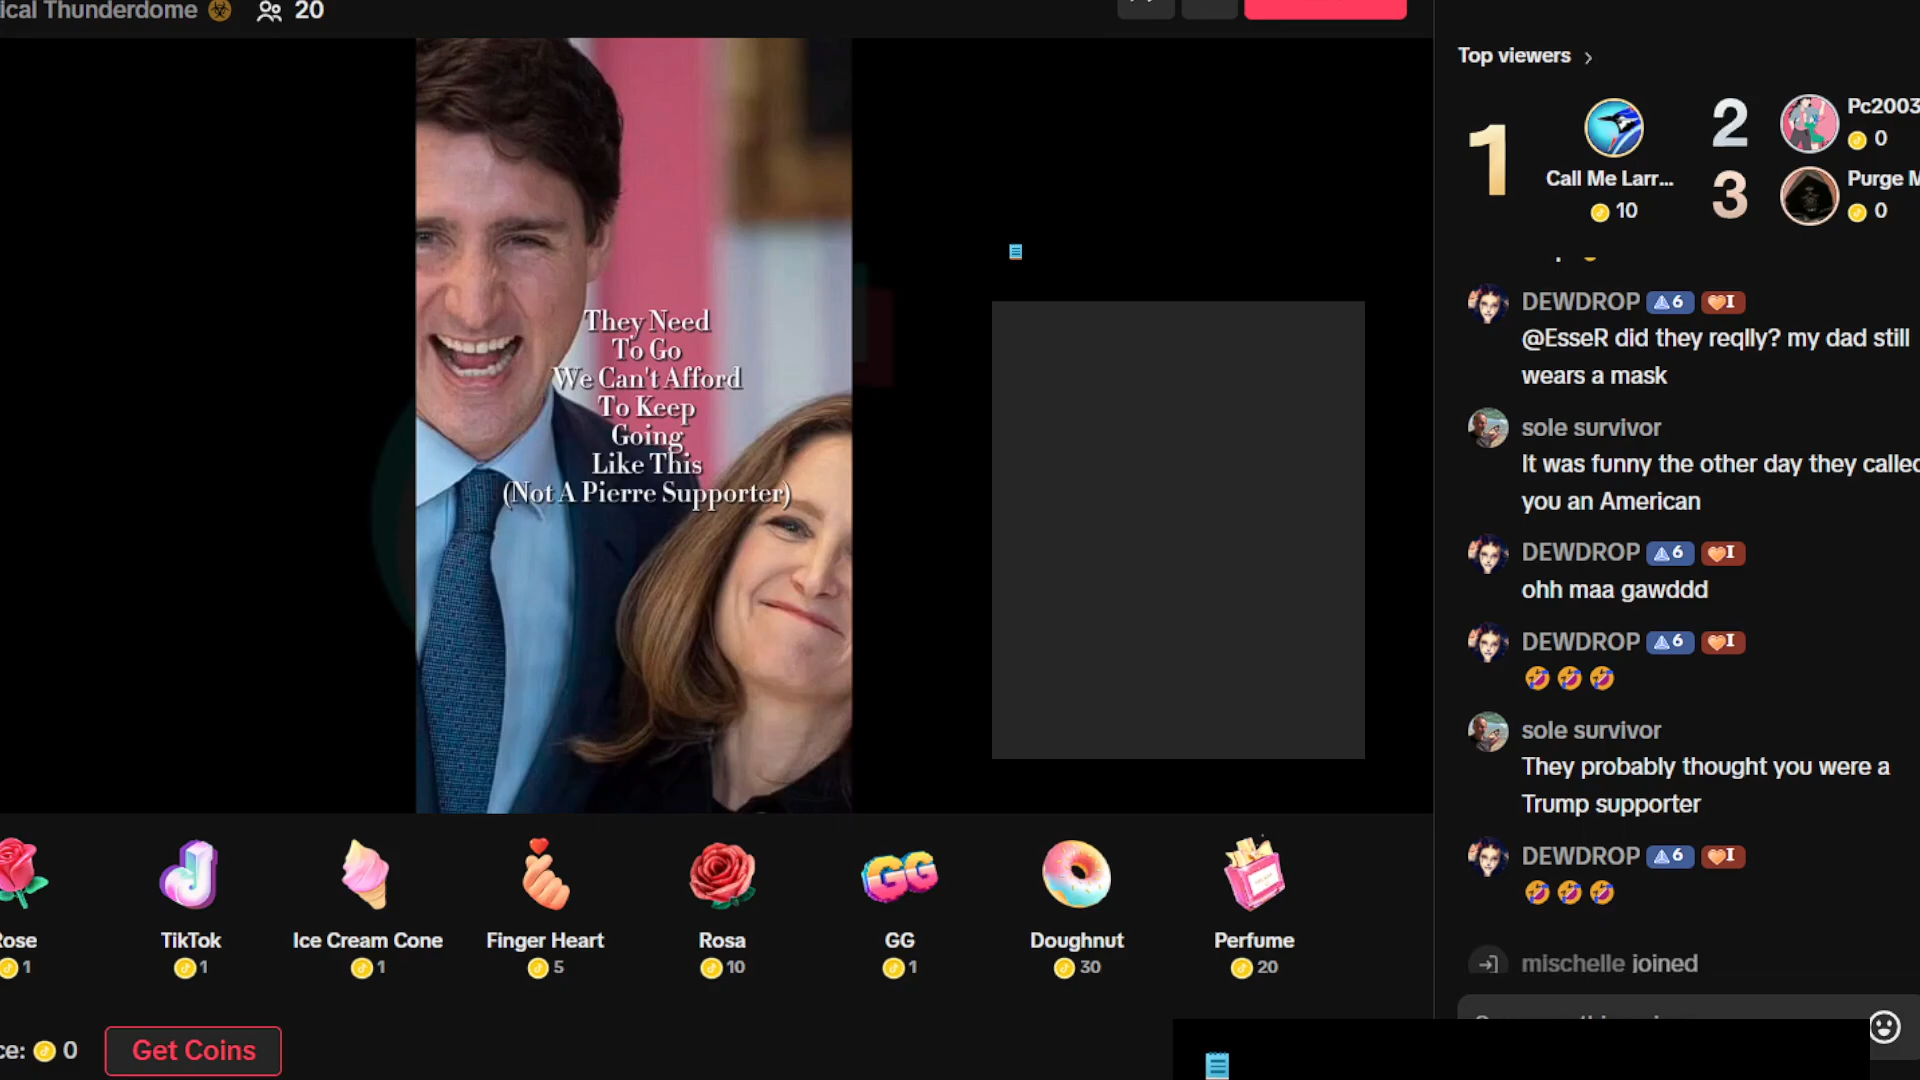 ical Thunderdome
20
Top viewers >
1
Call Me Larr...
10
2
Pc2003
0
3
Purge M
0
They Need
To Go
We Can't Afford
To Keep
Going
Like This
(Not A Pierre Supporter)
DEWDROP 6 I
@EsseR did they reqlly? my dad still
wears a mask
sole survivor
It was funny the other day they called
you an American
DEWDROP 6 I
ohh maa gawddd
DEWDROP 6 I
🤣🤣🤣
sole survivor
They probably thought you were a
Trump supporter
DEWDROP 6 I
🤣🤣🤣
mischelle joined
Rose
1
TikTok
1
Ice Cream Cone
1
Finger Heart
5
Rosa
10
GG
GG
1
Doughnut
30
Perfume
20
ce: 0
Get Coins